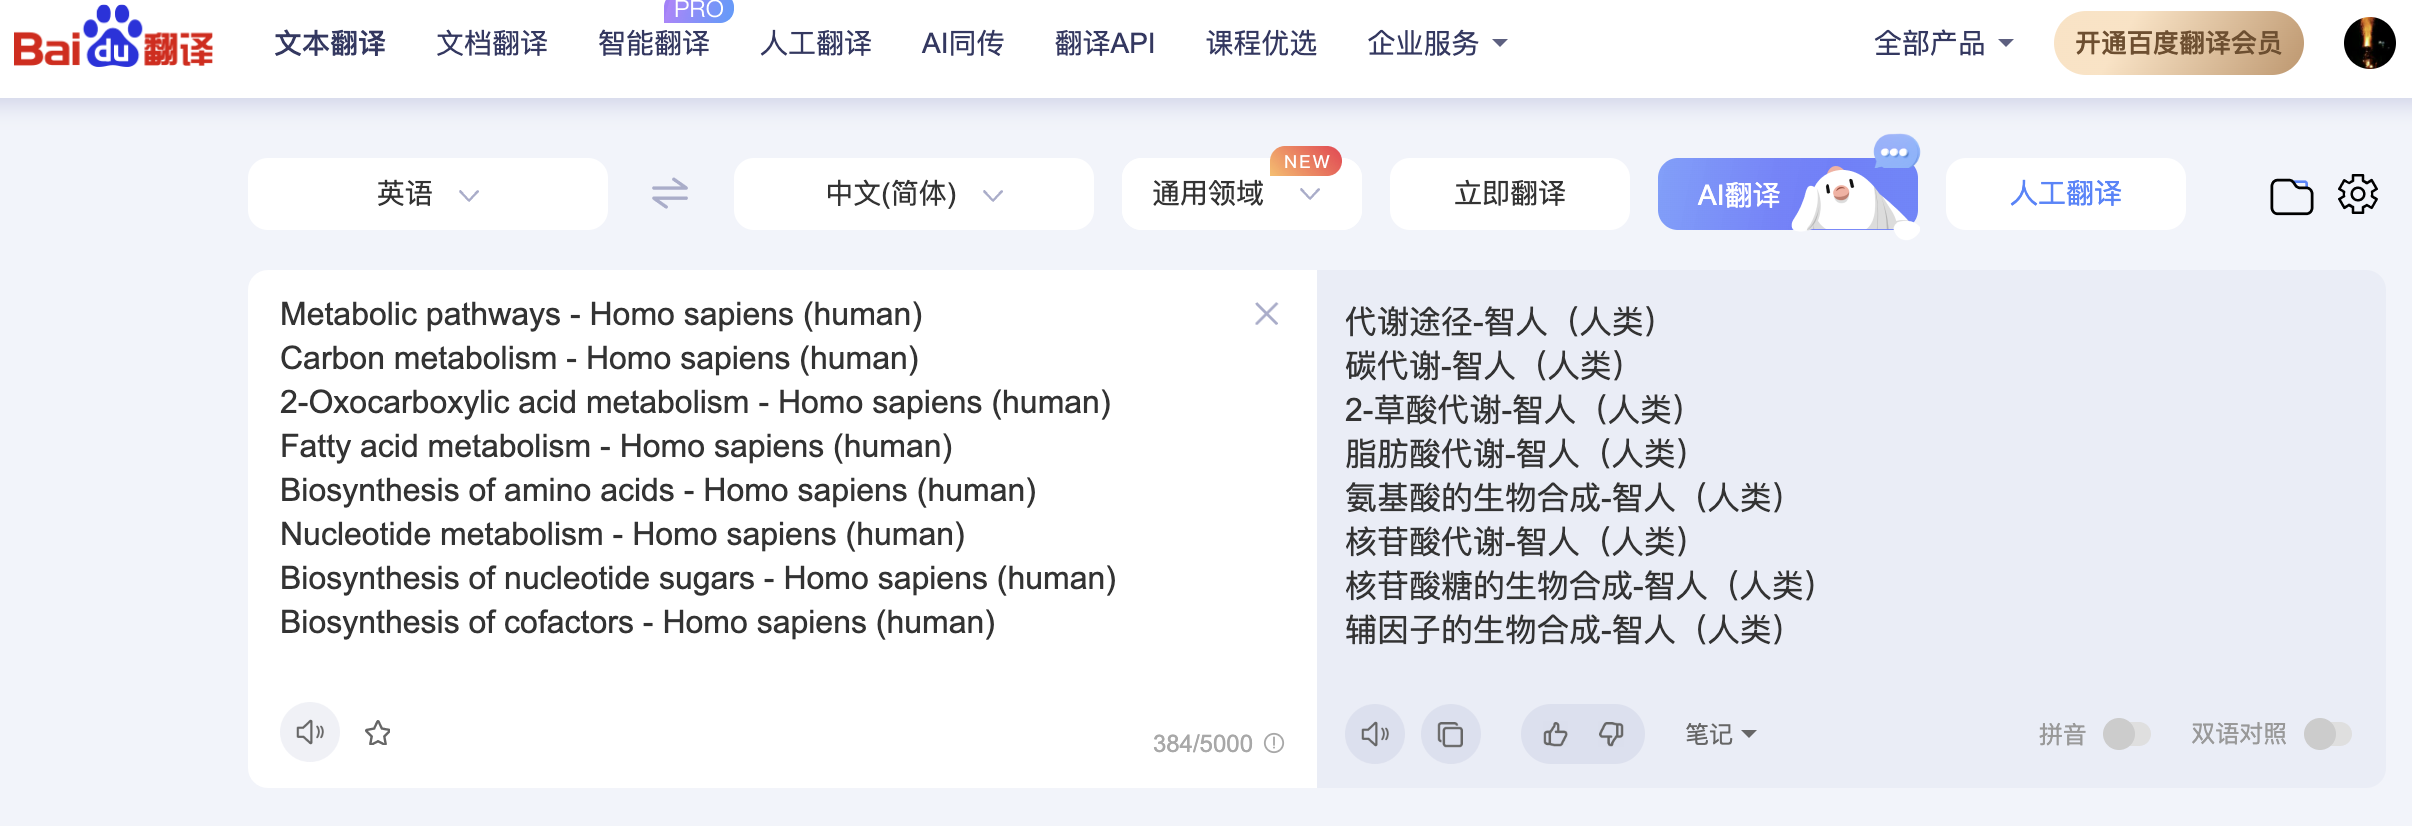 Bai du 翻译
文本翻译 文档翻译 智能翻译 PRO 人工翻译 AI同传 翻译API 课程优选 企业服务 全部产品 开通百度翻译会员
英语 中文(简体) 通用领域 NEW 立即翻译 AI翻译 人工翻译
Metabolic pathways - Homo sapiens (human)
Carbon metabolism - Homo sapiens (human)
2-Oxocarboxylic acid metabolism - Homo sapiens (human)
Fatty acid metabolism - Homo sapiens (human)
Biosynthesis of amino acids - Homo sapiens (human)
Nucleotide metabolism - Homo sapiens (human)
Biosynthesis of nucleotide sugars - Homo sapiens (human)
Biosynthesis of cofactors - Homo sapiens (human)
384/5000
代谢途径-智人（人类）
碳代谢-智人（人类）
2-草酸代谢-智人（人类）
脂肪酸代谢-智人（人类）
氨基酸的生物合成-智人（人类）
核苷酸代谢-智人（人类）
核苷酸糖的生物合成-智人（人类）
辅因子的生物合成-智人（人类）
笔记 拼音 双语对照